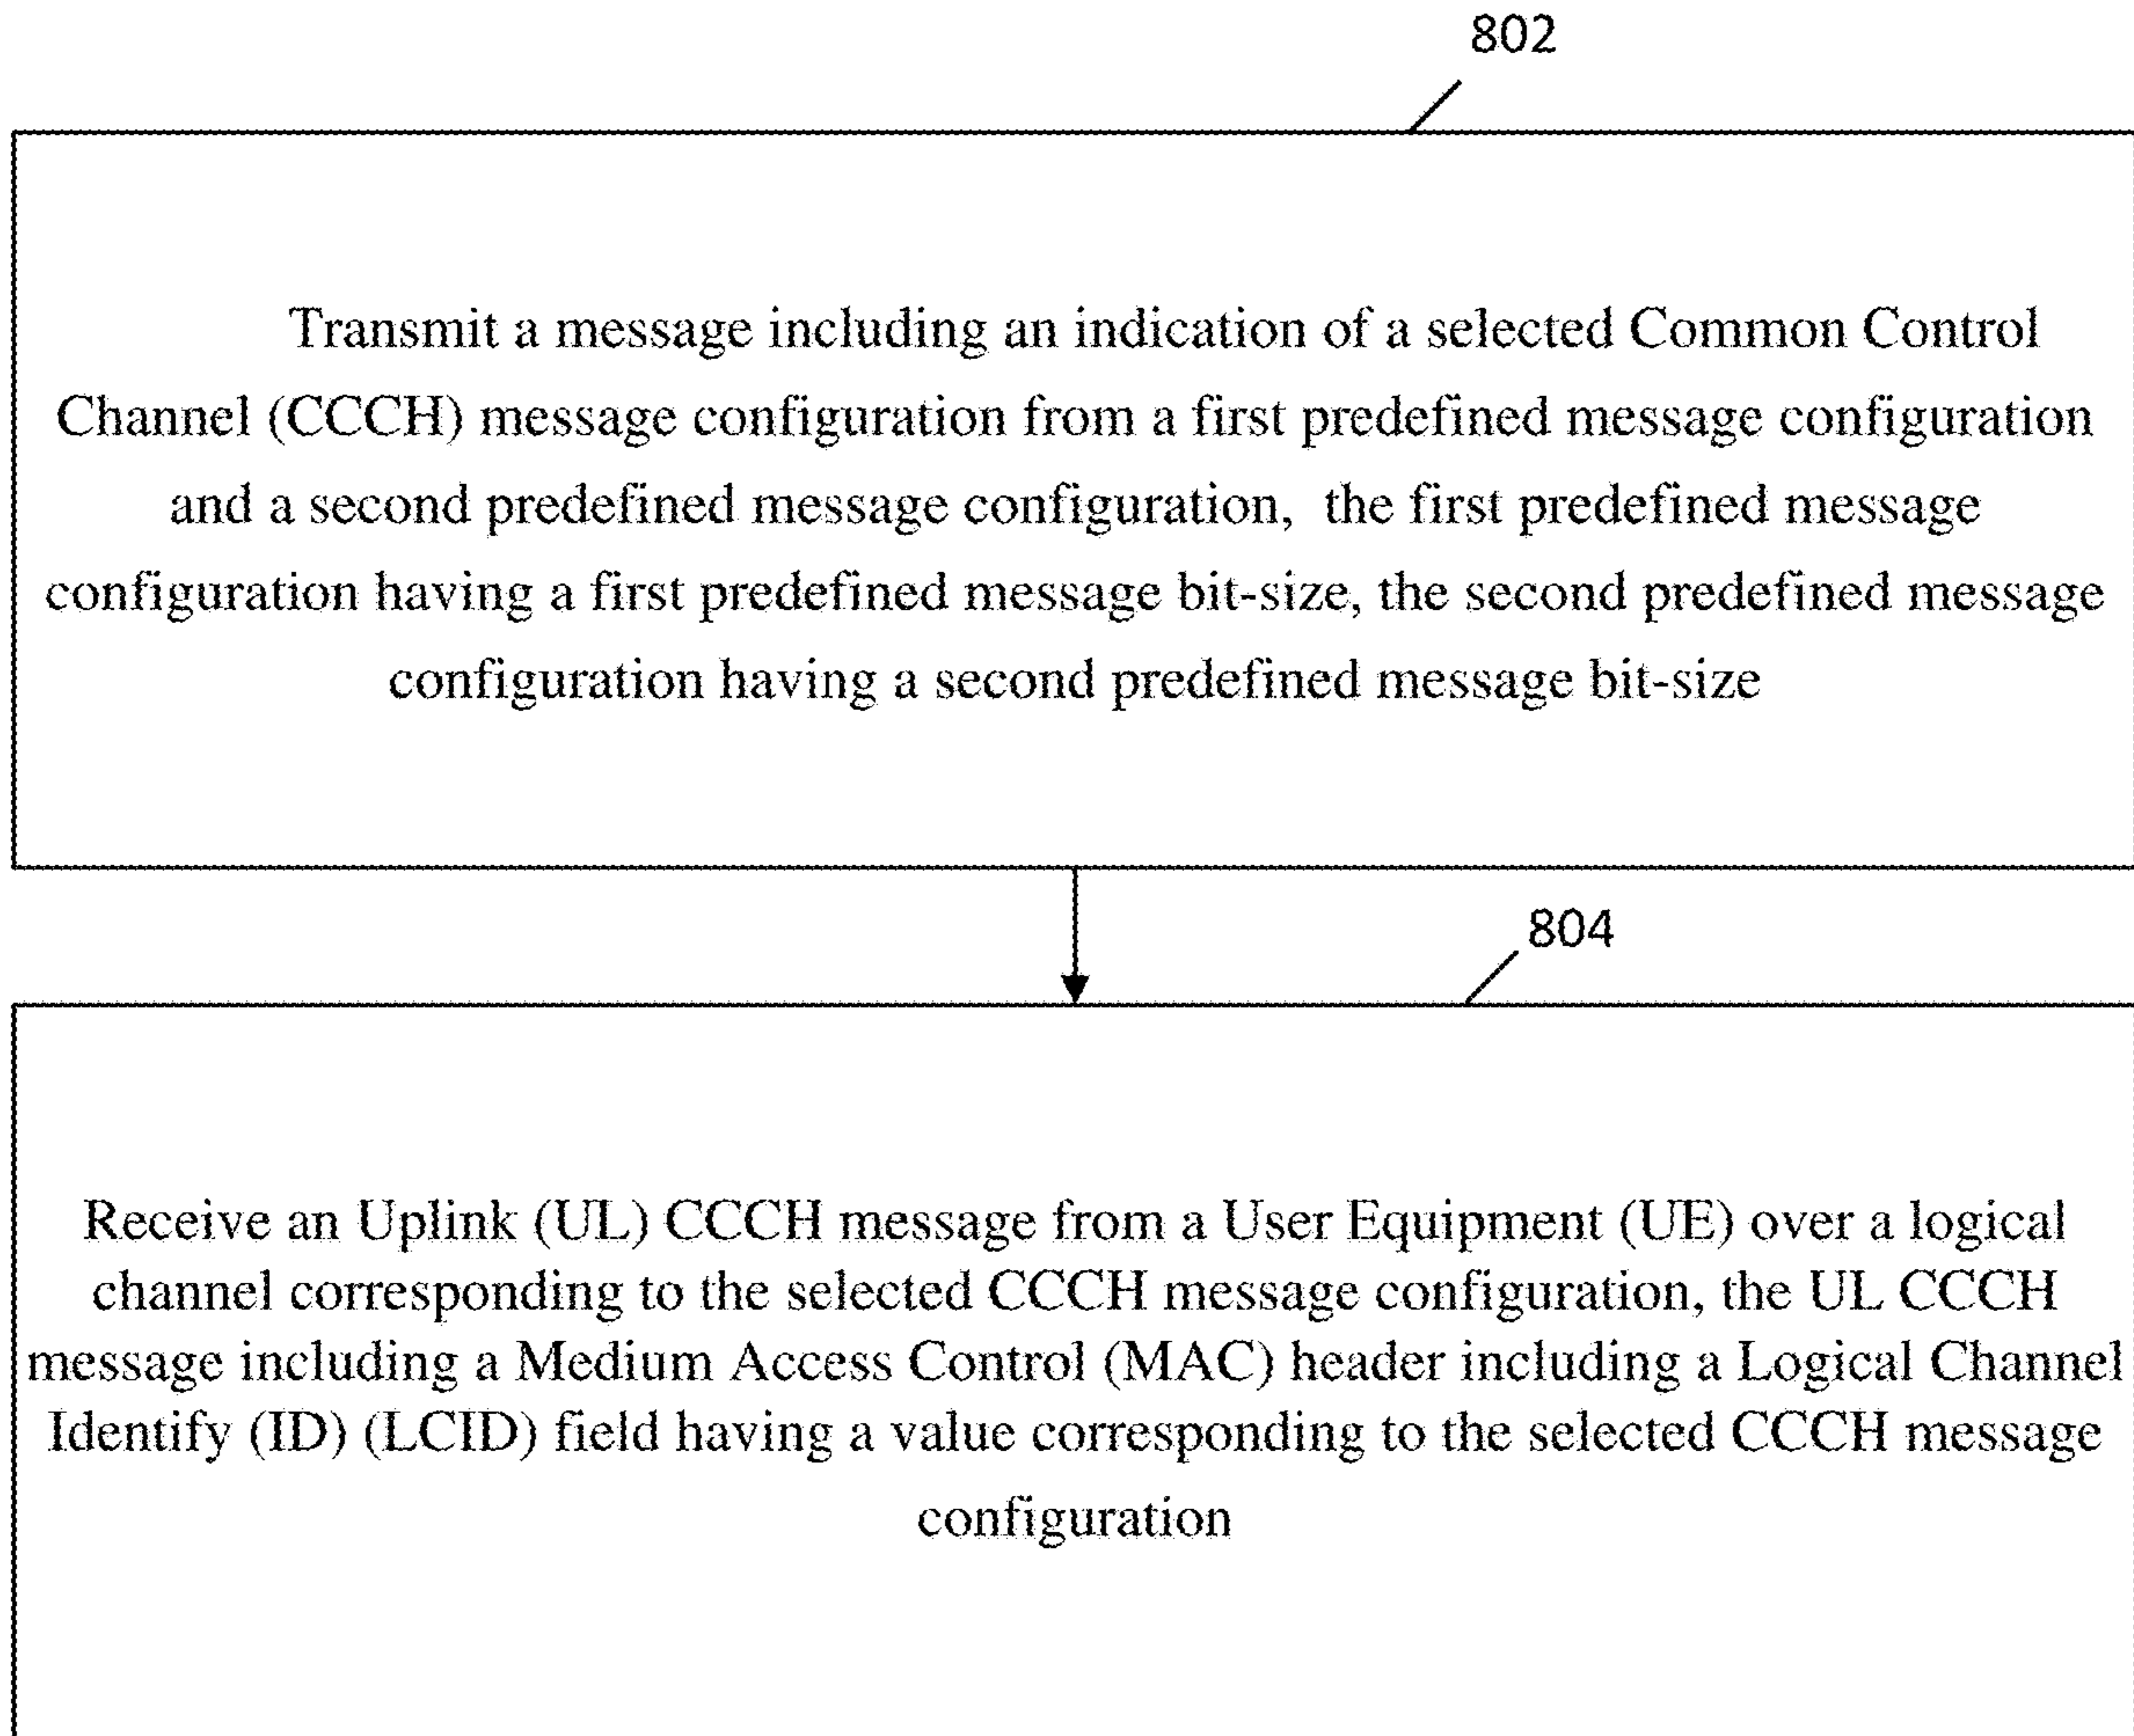 802
Transmit a message including an indication of a selected Common Control
Channel (CCCH) message configuration from a first predefined message configuration
and a second predefined message configuration,  the first predefined message
configuration having a first predefined message bit-size, the second predefined message
configuration having a second predefined message bit-size
804
Receive an Uplink (UL) CCCH message from a User Equipment (UE) over a logical
channel corresponding to the selected CCCH message configuration, the UL CCCH
message including a Medium Access Control (MAC) header including a Logical Channel
Identify (ID) (LCID) field having a value corresponding to the selected CCCH message
configuration